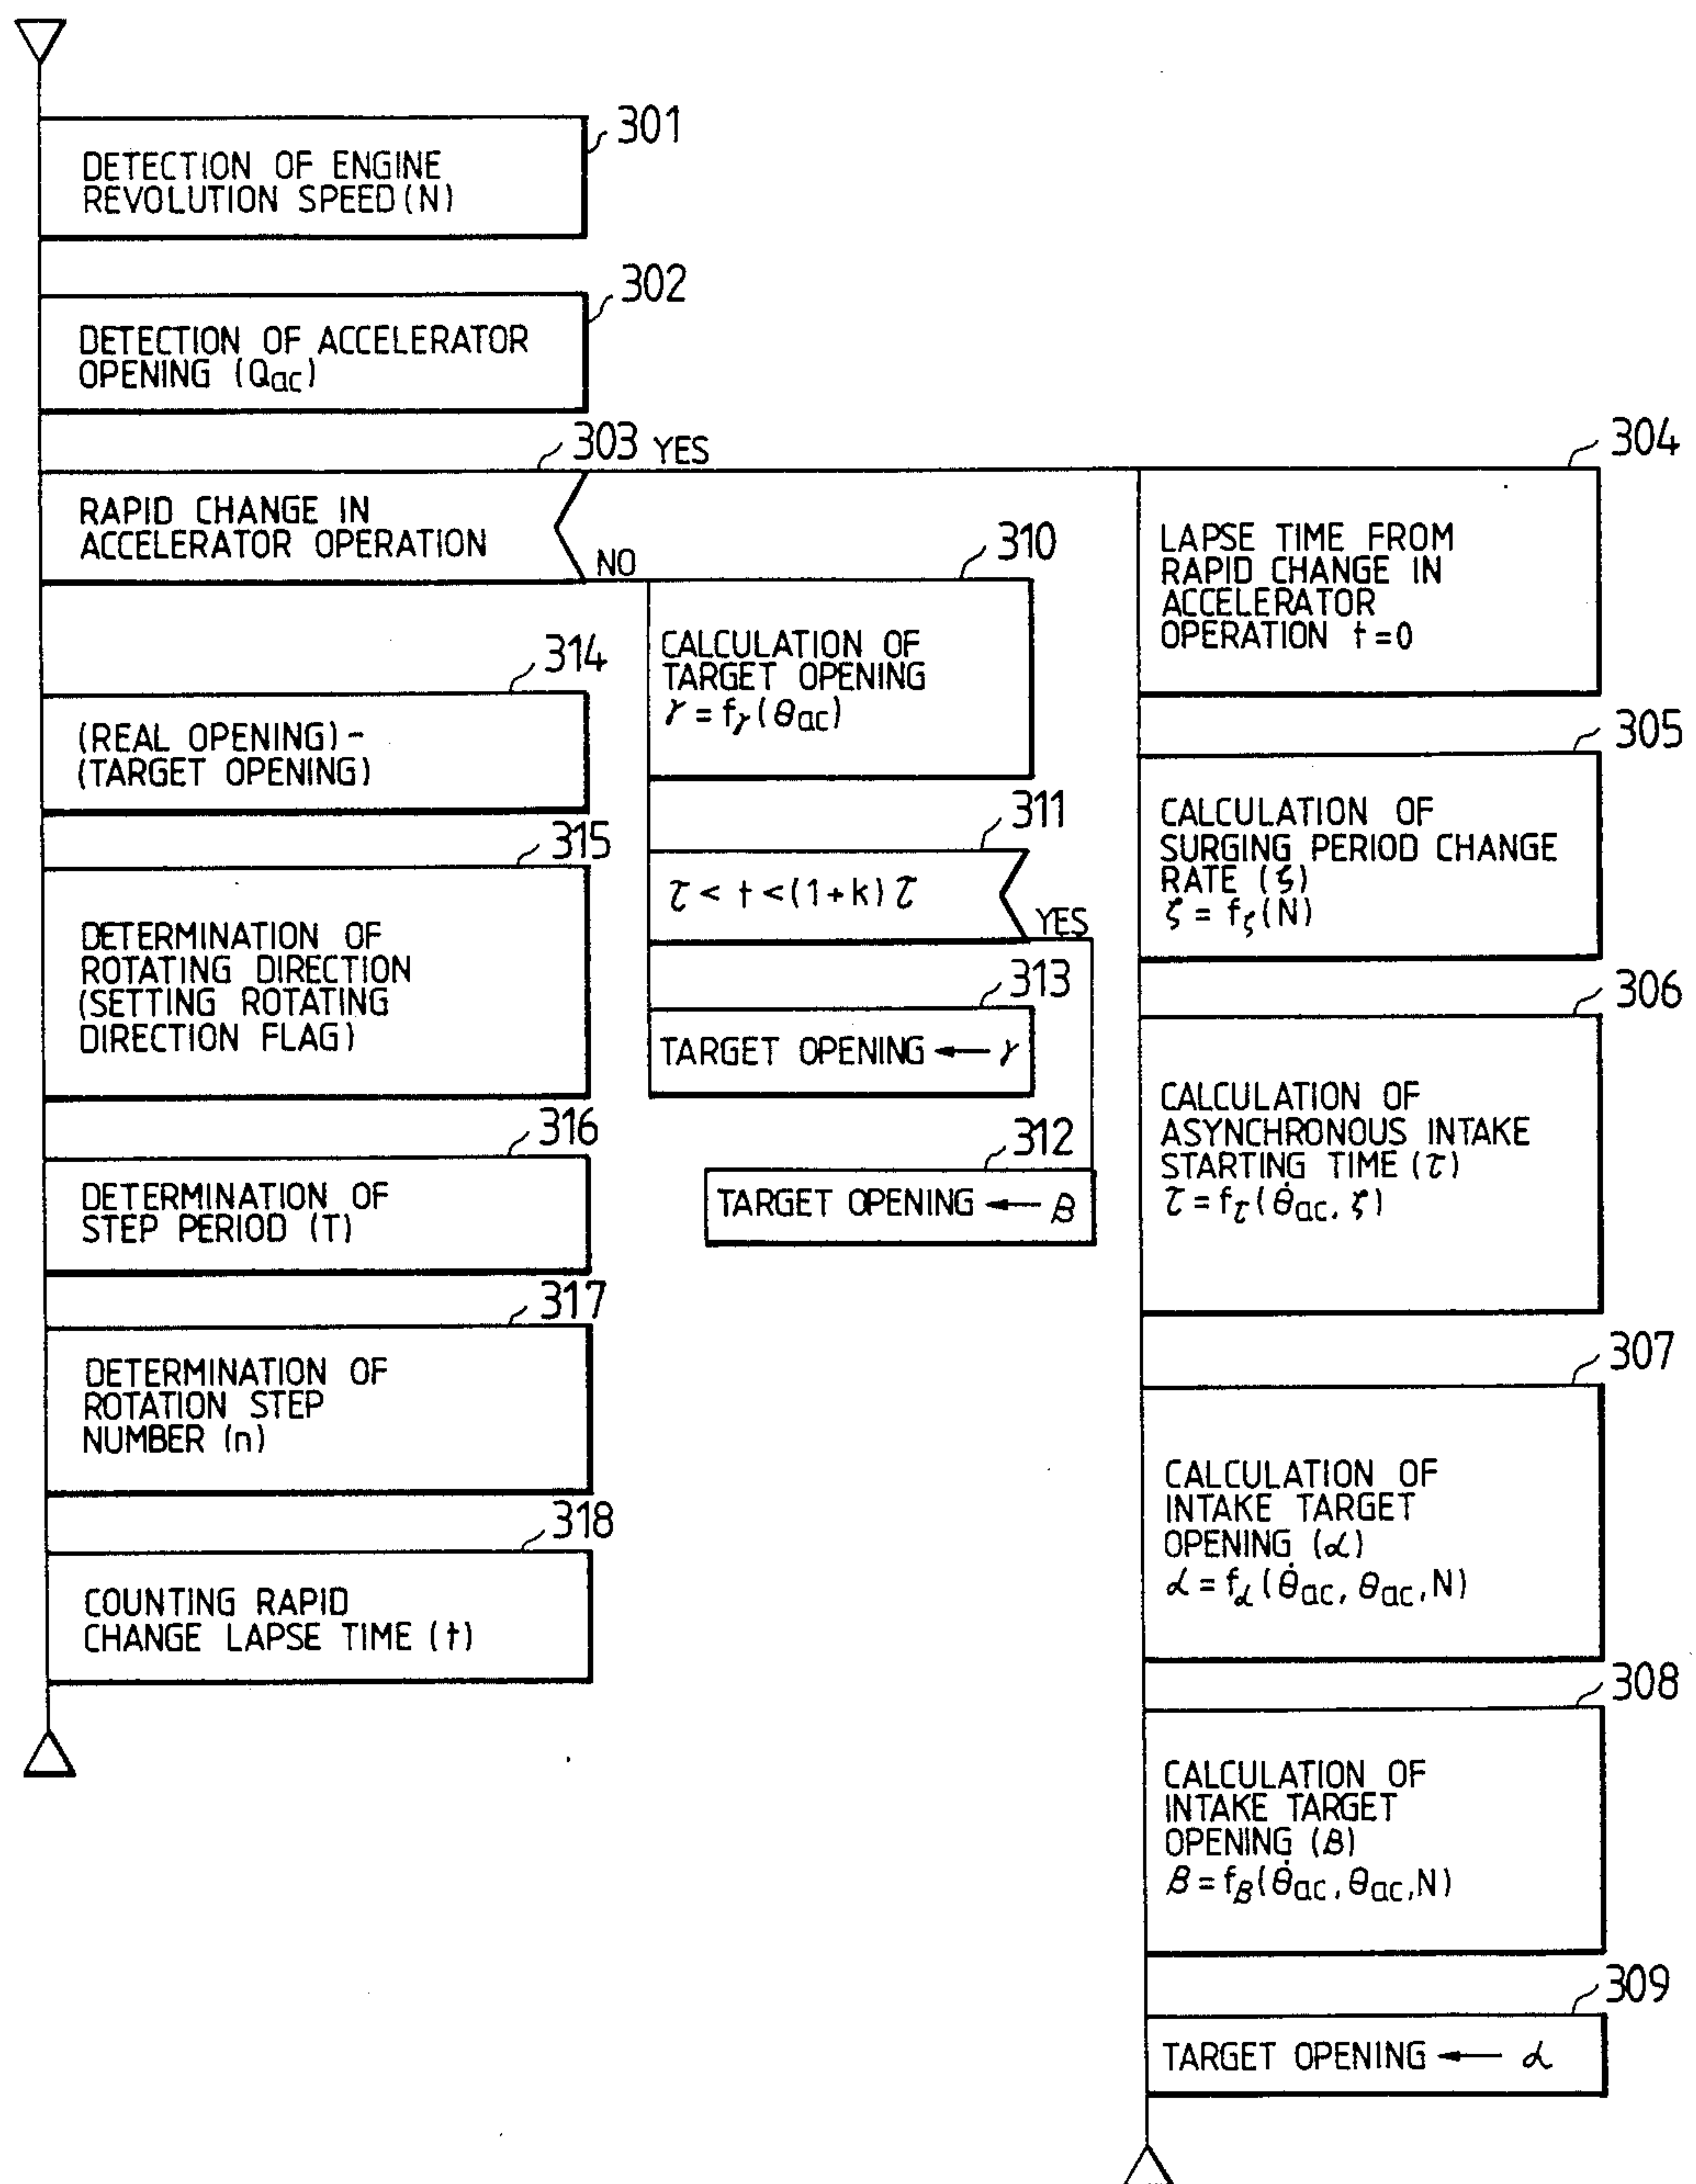 301
DETECTION OF ENGINE
REVOLUTION SPEED (N)
302
DETECTION OF ACCELERATOR
OPENING (Qac)
303 YES
RAPID CHANGE IN
ACCELERATOR OPERATION
NO
304
LAPSE TIME FROM
RAPID CHANGE IN
ACCELERATOR
OPERATION t=0
305
CALCULATION OF
SURGING PERIOD CHANGE
RATE (ζ)
ζ = fζ(N)
306
CALCULATION OF
ASYNCHRONOUS INTAKE
STARTING TIME (τ)
τ = fτ(θ̇ac, ζ)
307
CALCULATION OF
INTAKE TARGET
OPENING (α)
α = fα(θ̇ac, θac, N)
308
CALCULATION OF
INTAKE TARGET
OPENING (β)
β = fβ(θ̇ac, θac, N)
309
TARGET OPENING ← α
310
CALCULATION OF
TARGET OPENING
γ = fγ(θac)
311
τ < t < (1+k) τ
YES
313
TARGET OPENING ← γ
312
TARGET OPENING ← β
314
(REAL OPENING) -
(TARGET OPENING)
315
DETERMINATION OF
ROTATING DIRECTION
(SETTING ROTATING
DIRECTION FLAG)
316
DETERMINATION OF
STEP PERIOD (T)
317
DETERMINATION OF
ROTATION STEP
NUMBER (n)
318
COUNTING RAPID
CHANGE LAPSE TIME (t)